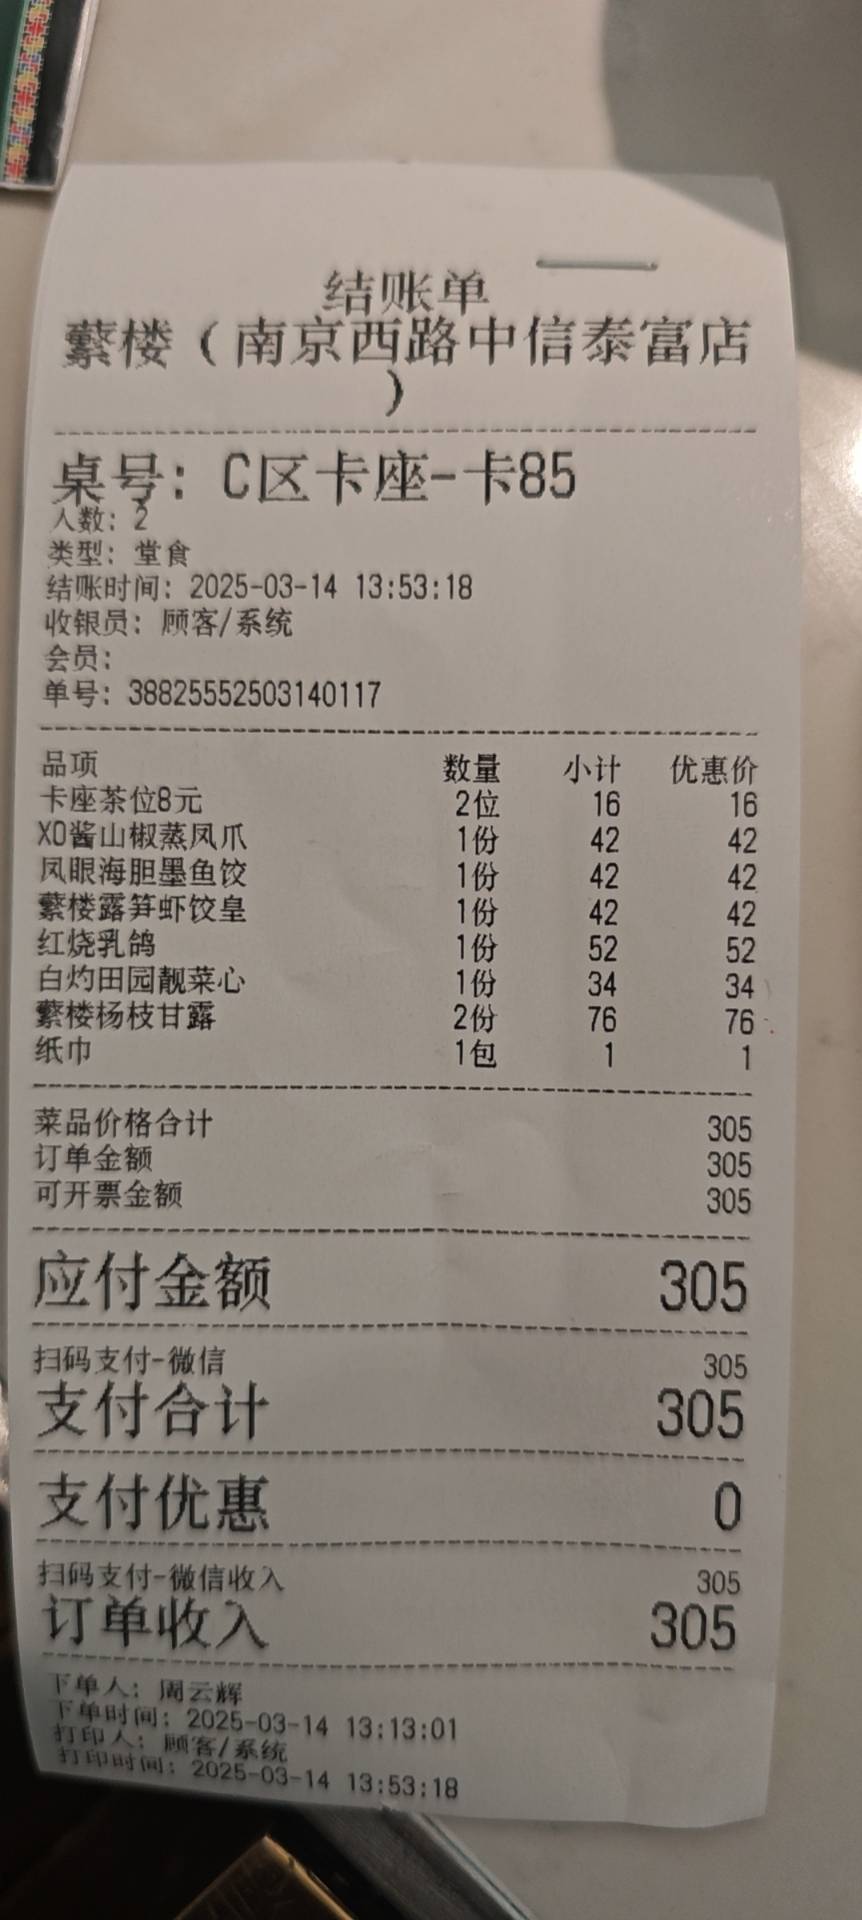 结账单
蘩楼（南京西路中信泰富店
）
桌号：C区卡座-卡85
人数：2
类型：堂食
结账时间：2025-03-14 13:53:18
收银员：顾客/系统
会员：
单号：38825552503140117
品项 数量 小计 优惠价
卡座茶位8元 2位 16 16
XO酱山椒蒸凤爪 1份 42 42
凤眼海胆墨鱼饺 1份 42 42
蘩楼露笋虾饺皇 1份 42 42
红烧乳鸽 1份 52 52
白灼田园靓菜心 1份 34 34
蘩楼杨枝甘露 2份 76 76
纸巾 1包 1 1
菜品价格合计 305
订单金额 305
可开票金额 305
应付金额 305
扫码支付-微信 305
支付合计 305
支付优惠 0
扫码支付-微信收入 305
订单收入 305
下单人：周云辉
下单时间：2025-03-14 13:13:01
打印人：顾客/系统
打印时间：2025-03-14 13:53:18